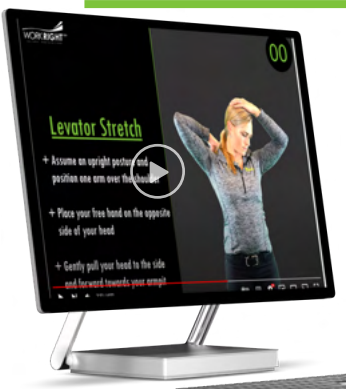 WORKRIGHT
00
Levator Stretch
+ Assume an upright posture and
position one arm over the shoulder
+ Place your free hand on the opposite
side of your head
+ Gently pull your head to the side
and forward towards your armpit